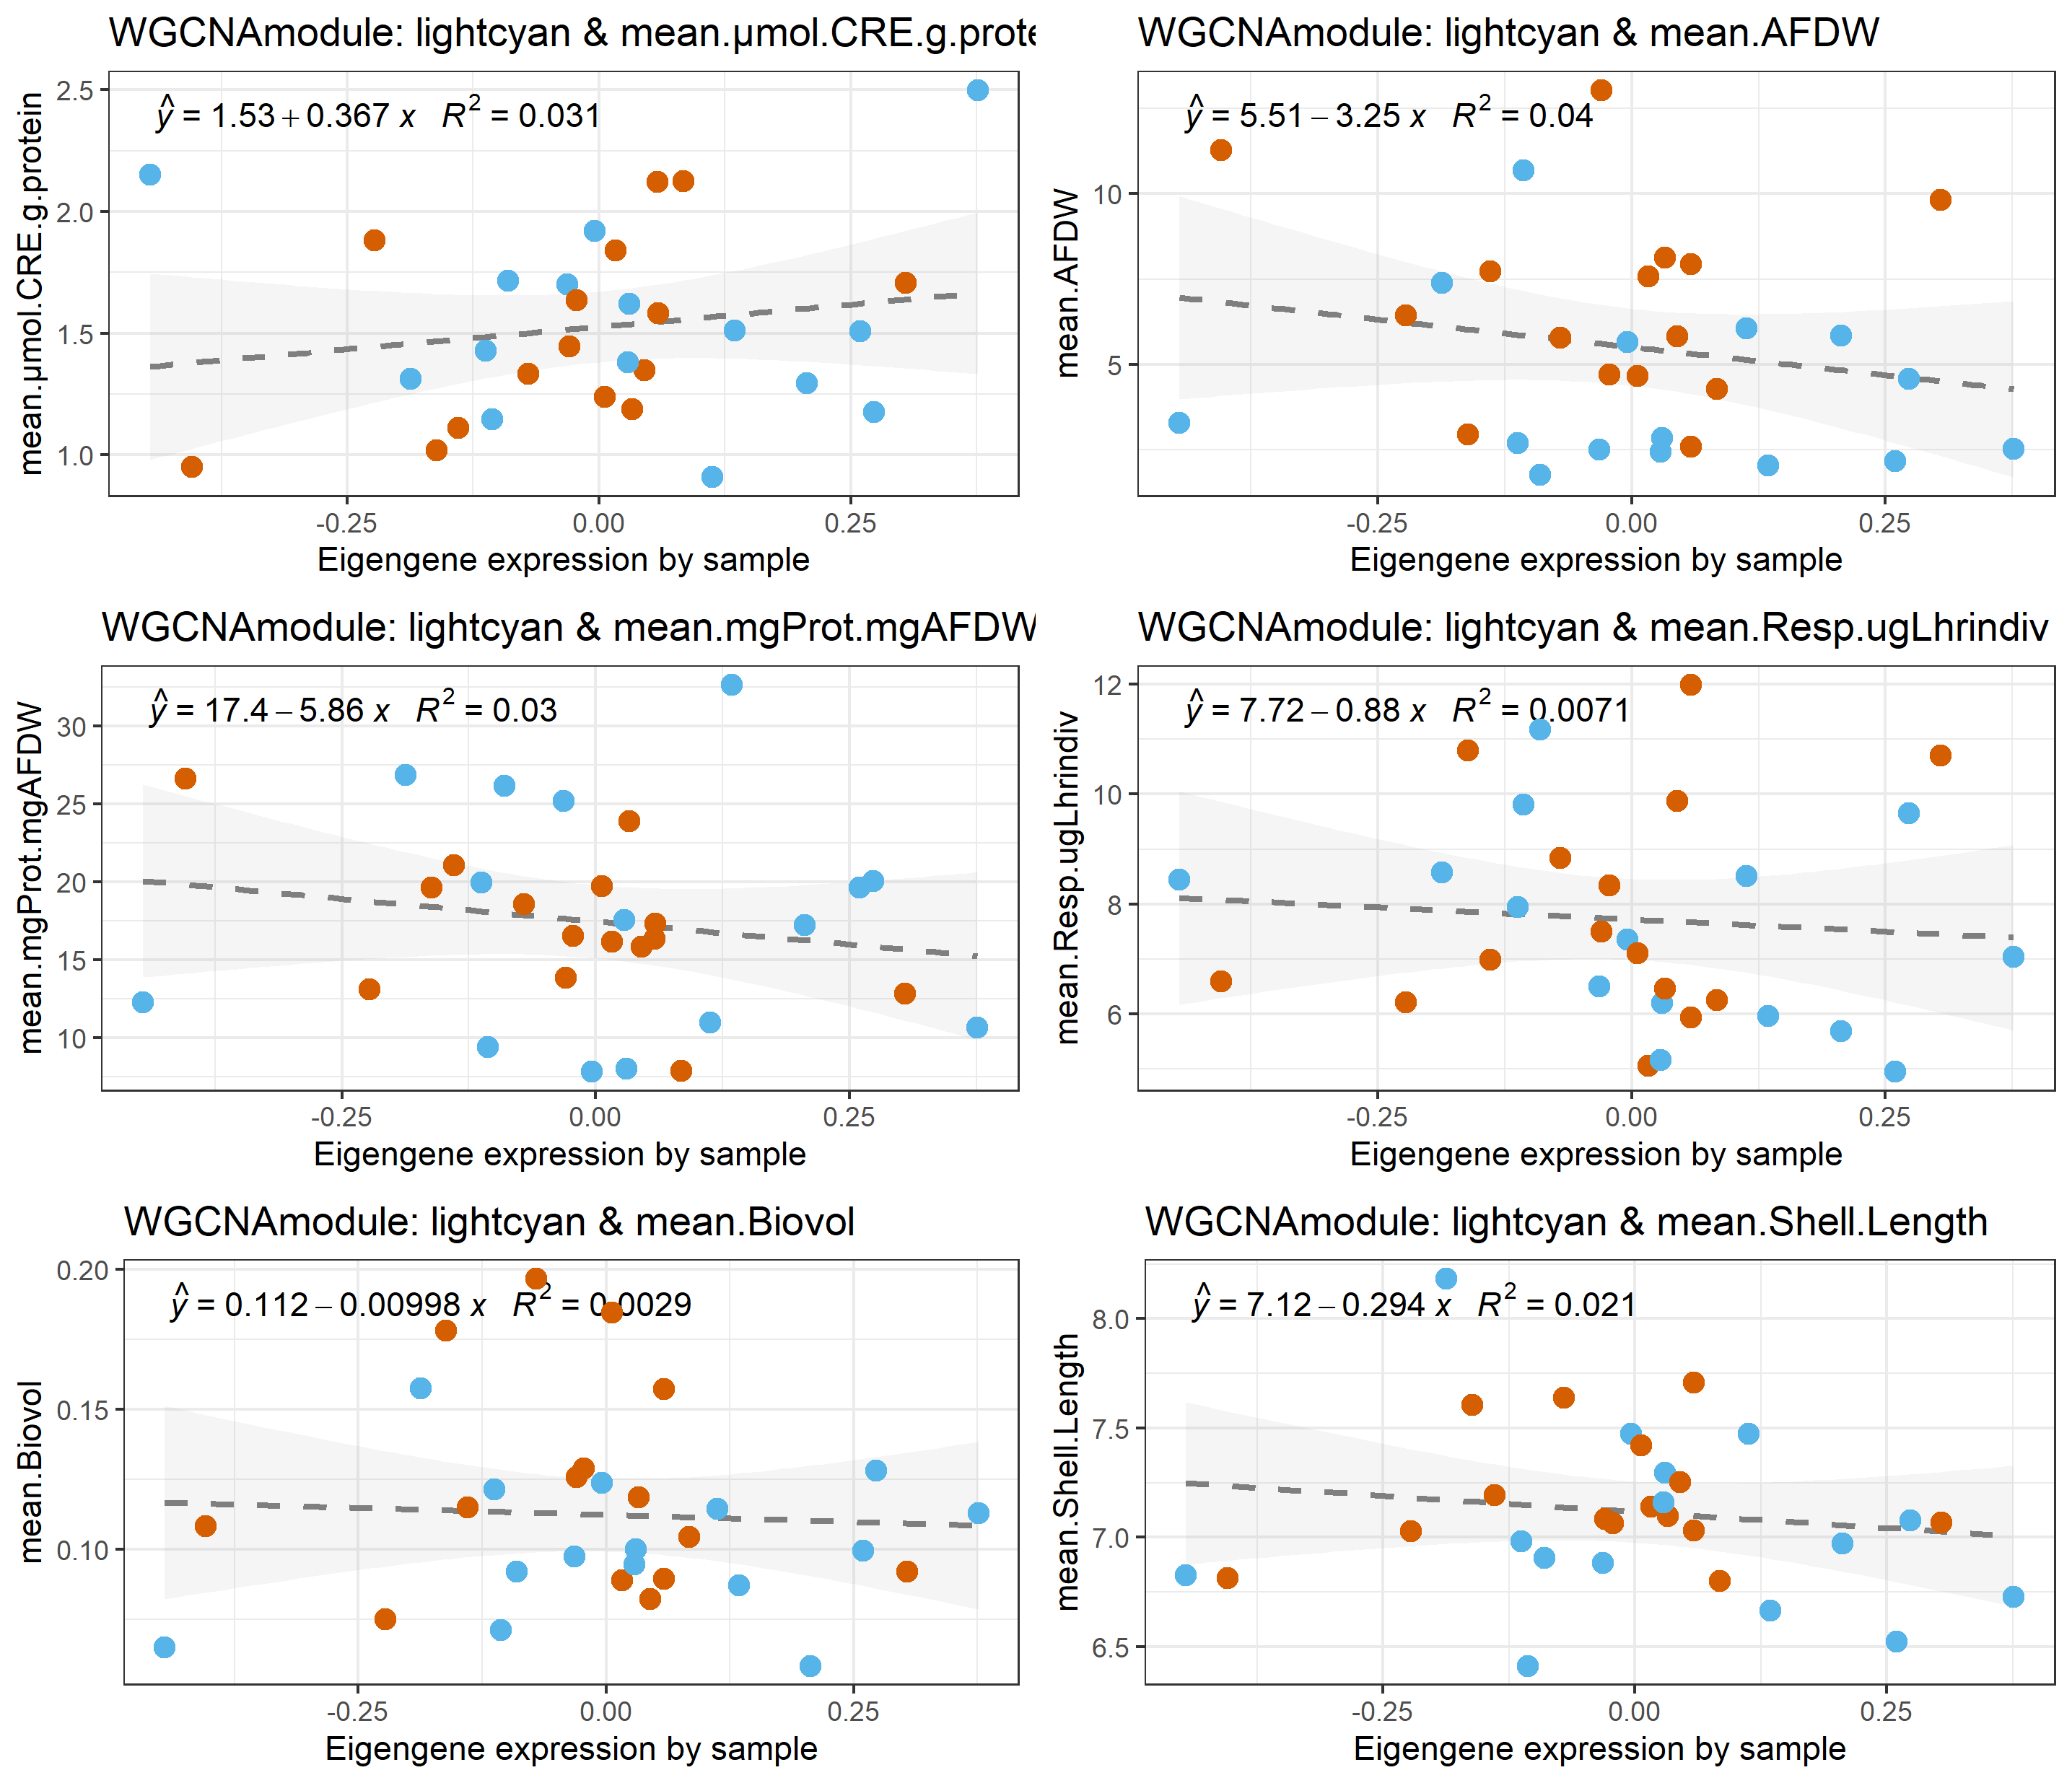 WGCNAmodule: lightcyan & mean.µmol.CRE.g.prote
ŷ = 1.53 + 0.367 x R² = 0.031
mean.µmol.CRE.g.protein
2.5
2.0
1.5
1.0
-0.25 0.00 0.25
Eigengene expression by sample
WGCNAmodule: lightcyan & mean.AFDW
ŷ = 5.51 − 3.25 x R² = 0.04
mean.AFDW
10
5
-0.25 0.00 0.25
Eigengene expression by sample
WGCNAmodule: lightcyan & mean.mgProt.mgAFDW
ŷ = 17.4 − 5.86 x R² = 0.03
mean.mgProt.mgAFDW
30
25
20
15
10
-0.25 0.00 0.25
Eigengene expression by sample
WGCNAmodule: lightcyan & mean.Resp.ugLhrindiv
ŷ = 7.72 − 0.88 x R² = 0.0071
mean.Resp.ugLhrindiv
12
10
8
6
-0.25 0.00 0.25
Eigengene expression by sample
WGCNAmodule: lightcyan & mean.Biovol
ŷ = 0.112 − 0.00998 x R² = 0.0029
mean.Biovol
0.20
0.15
0.10
-0.25 0.00 0.25
Eigengene expression by sample
WGCNAmodule: lightcyan & mean.Shell.Length
ŷ = 7.12 − 0.294 x R² = 0.021
mean.Shell.Length
8.0
7.5
7.0
6.5
-0.25 0.00 0.25
Eigengene expression by sample